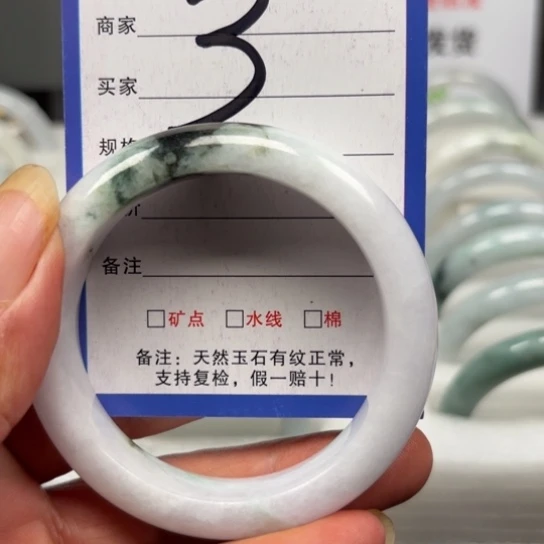 商家
3
买家
规格
备注
□矿点 □水线 □棉
备注：天然玉石有纹正常，
支持复检，假一赔十！